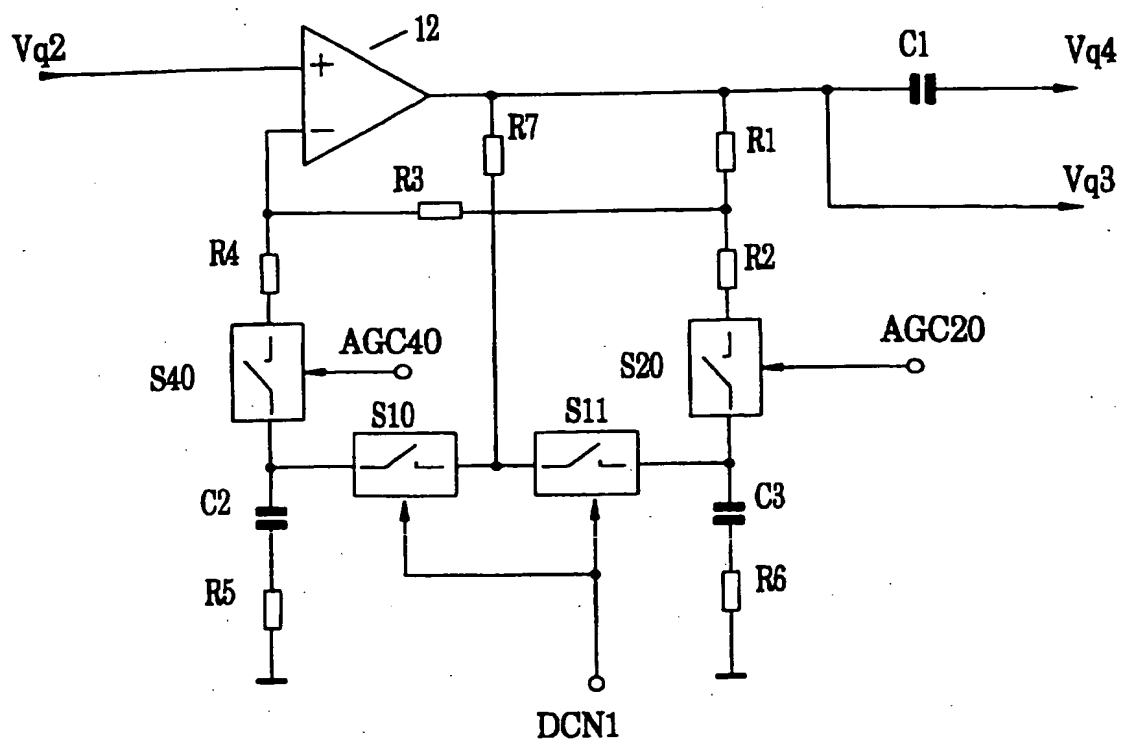 12
Vq2
C1
Vq4
+
−
R7
R1
R3
Vq3
R4
R2
AGC40
AGC20
S40
S20
S10
S11
C2
C3
R5
R6
DCN1